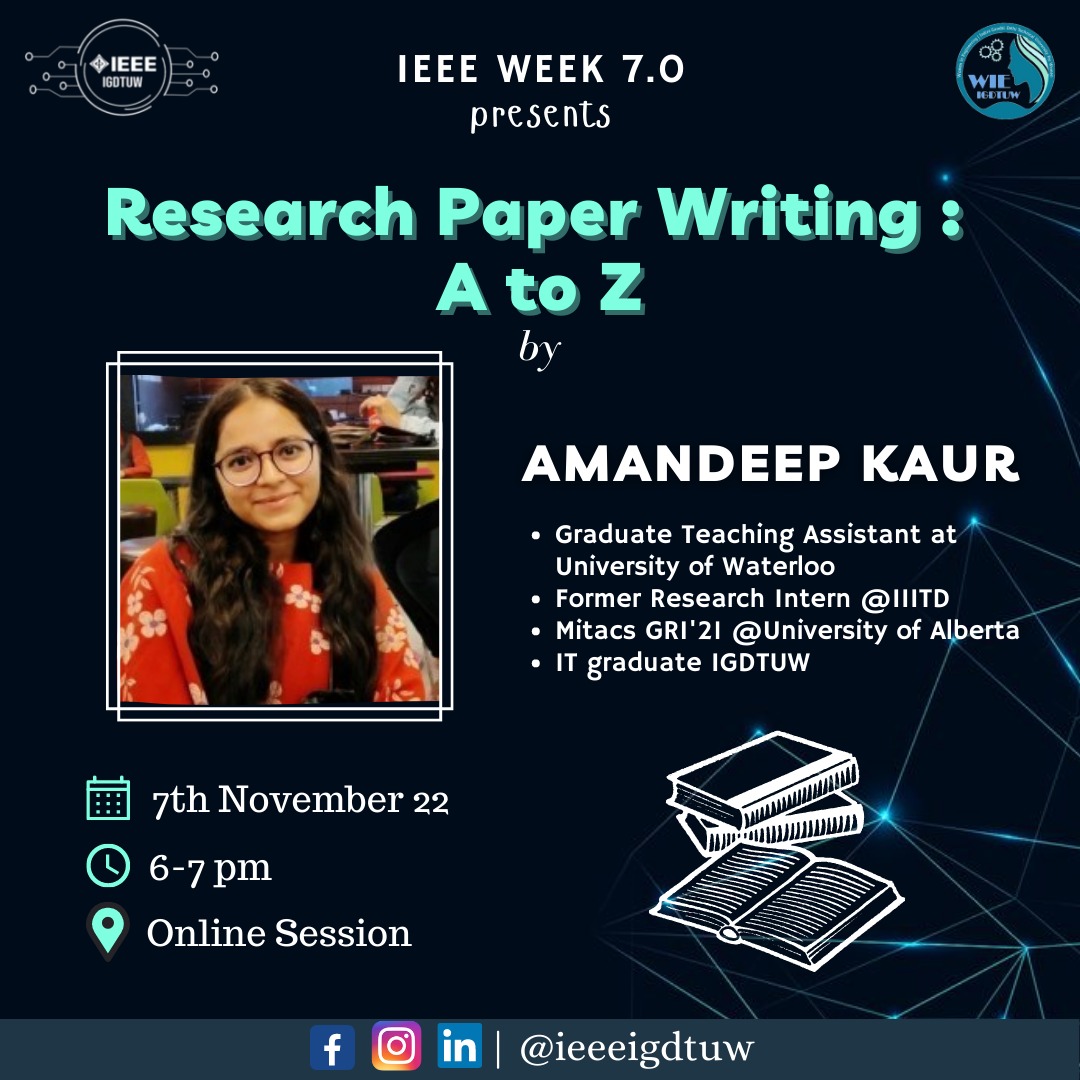 IEEE
IGDTUW
IEEE WEEK 7.0
presents
WIE
IGDTUW
Research Paper Writing :
A to Z
by
AMANDEEP KAUR
• Graduate Teaching Assistant at
University of Waterloo
• Former Research Intern @IIITD
• Mitacs GRI'21 @University of Alberta
• IT graduate IGDTUW
7th November 22
6-7 pm
Online Session
f
in | @ieeeigdtuw